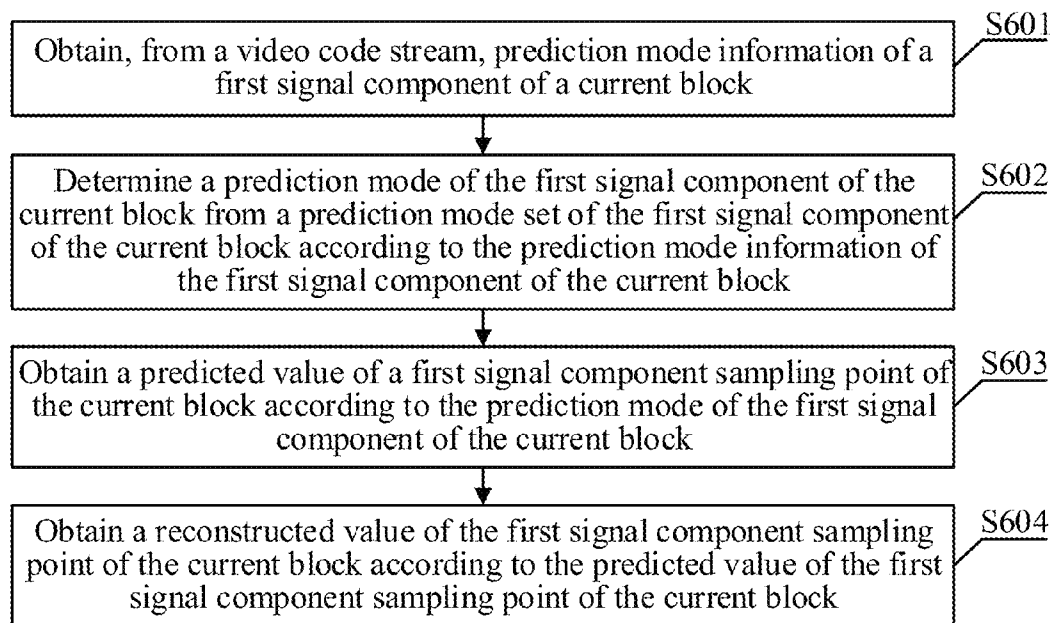 S601
Obtain, from a video code stream, prediction mode information of a
first signal component of a current block
S602
Determine a prediction mode of the first signal component of the
current block from a prediction mode set of the first signal component
of the current block according to the prediction mode information of
the first signal component of the current block
S603
Obtain a predicted value of a first signal component sampling point of
the current block according to the prediction mode of the first signal
component of the current block
S604
Obtain a reconstructed value of the first signal component sampling
point of the current block according to the predicted value of the first
signal component sampling point of the current block